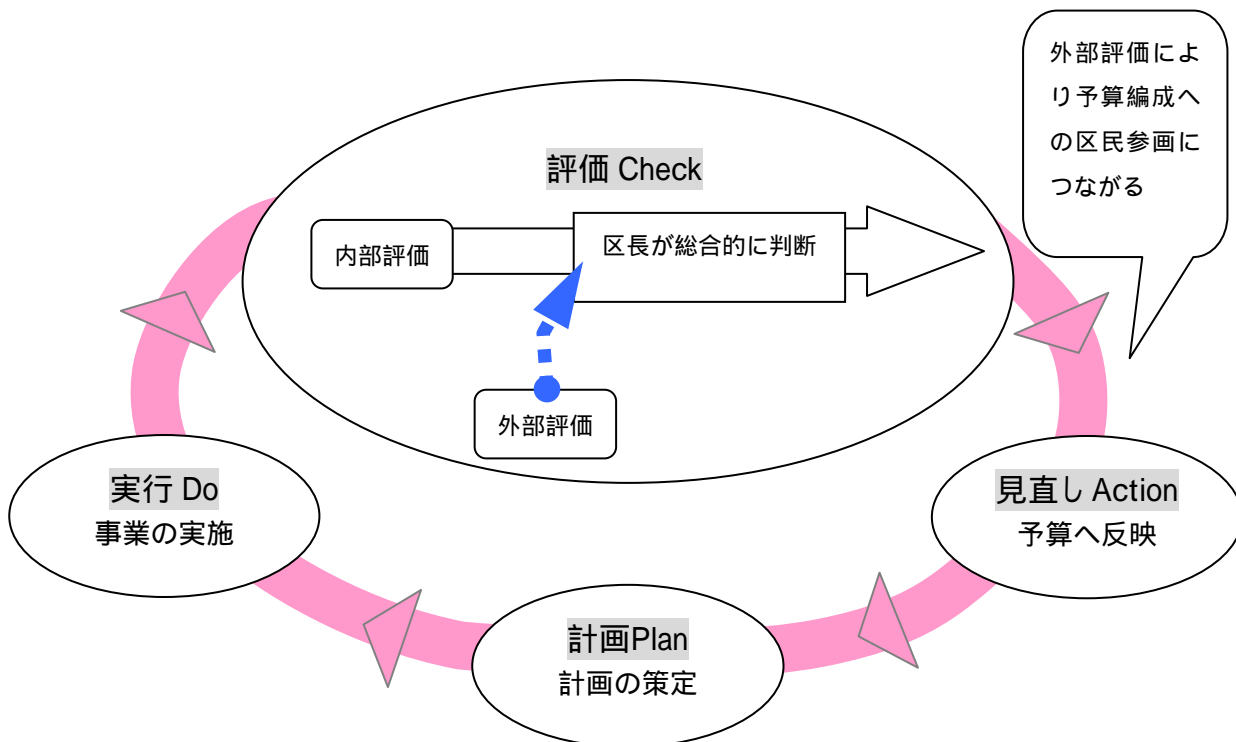 外部評価によ
り予算編成へ
の区民参画に
つながる
評価 Check
内部評価
区長が総合的に判断
外部評価
実行 Do
事業の実施
見直し Action
予算へ反映
計画Plan
計画の策定